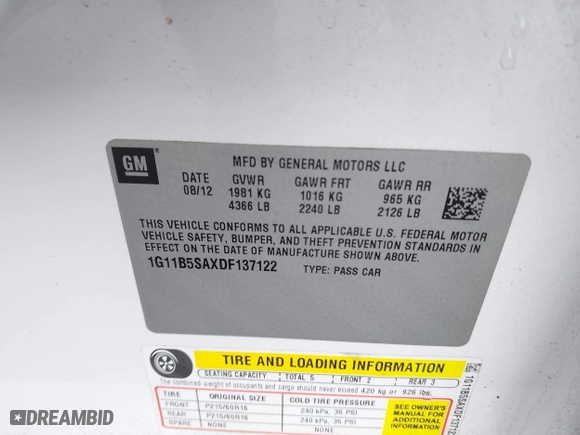 GM
MFD BY GENERAL MOTORS LLC
DATE GVWR GAWR FRT GAWR RR
08/12 1981 KG 1016 KG 965 KG
4366 LB 2240 LB 2126 LB
THIS VEHICLE CONFORMS TO ALL APPLICABLE U.S. FEDERAL MOTOR
VEHICLE SAFETY, BUMPER, AND THEFT PREVENTION STANDARDS IN
EFFECT ON THE DATE OF MANUFACTURE SHOWN ABOVE.
1G11B5SAXDF137122 TYPE: PASS CAR
TIRE AND LOADING INFORMATION
SEATING CAPACITY TOTAL 5 FRONT 2 REAR 3
The combined weight of occupants and cargo should never exceed 420 kg or 926 lbs.
TIRE ORIGINAL SIZE COLD TIRE PRESSURE
FRONT P215/60R16 240 kPa, 35 PSI
REAR P215/60R16 240 kPa, 35 PSI
SPARE NONE NONE
SEE OWNER'S
MANUAL FOR
ADDITIONAL
INFORMATION
1G11B5SAXDF137122
DREAMBID